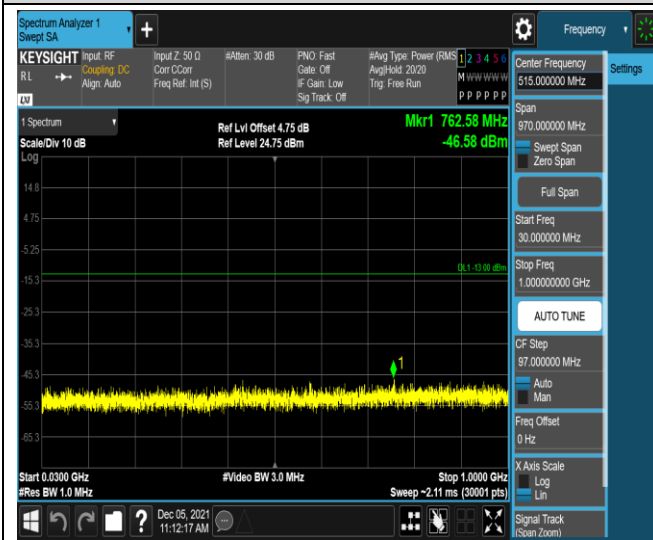 Spectrum Analyzer 1
Swept SA
+
Frequency
KEYSIGHT
RL
LXI
Input: RF
Coupling: DC
Align: Auto
Input Z: 50 Ω
Corr CCorr
Freq Ref: Int (S)
#Atten: 30 dB
PNO: Fast
Gate: Off
IF Gain: Low
Sig Track: Off
#Avg Type: Power (RMS
Avg|Hold: 20/20
Trig: Free Run
1 2 3 4 5 6
M W W W W W
P P P P P P
1 Spectrum
Scale/Div 10 dB
Log
Ref Lvl Offset 4.75 dB
Ref Level 24.75 dBm
Mkr1 762.58 MHz
-46.58 dBm
14.8
4.75
-5.25
-15.3
-25.3
-35.3
-45.3
-55.3
-65.3
DL1 -13.00 dBm
1
Start 0.0300 GHz
#Res BW 1.0 MHz
#Video BW 3.0 MHz
Stop 1.0000 GHz
Sweep ~2.11 ms (30001 pts)
Center Frequency
515.000000 MHz
Settings
Span
970.000000 MHz
Swept Span
Zero Span
Full Span
Start Freq
30.000000 MHz
Stop Freq
1.000000000 GHz
AUTO TUNE
CF Step
97.000000 MHz
Auto
Man
Freq Offset
0 Hz
X Axis Scale
Log
Lin
Signal Track
(Span Zoom)
?
Dec 05, 2021
11:12:17 AM